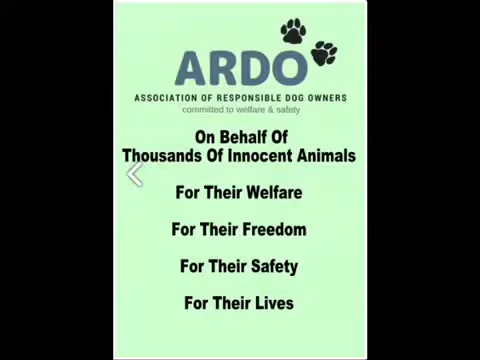 ARDO
ASSOCIATION OF RESPONSIBLE DOG OWNERS
committed to welfare & safety
On Behalf Of
Thousands Of Innocent Animals
For Their Welfare
For Their Freedom
For Their Safety
For Their Lives